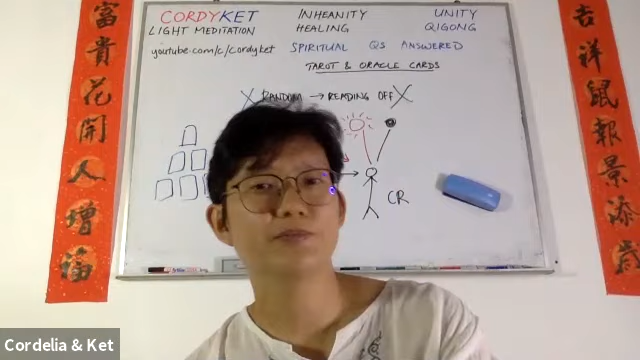 富貴花開人增福
CORDYKET INHEANITY UNITY
LIGHT MEDITATION HEALING QIGONG
youtube.com/c/cordyket SPIRITUAL QS ANSWERED
TAROT & ORACLE CARDS
X RANDOM → READING OFF X
CR
吉祥鼠報景添歲
Cordelia & Ket